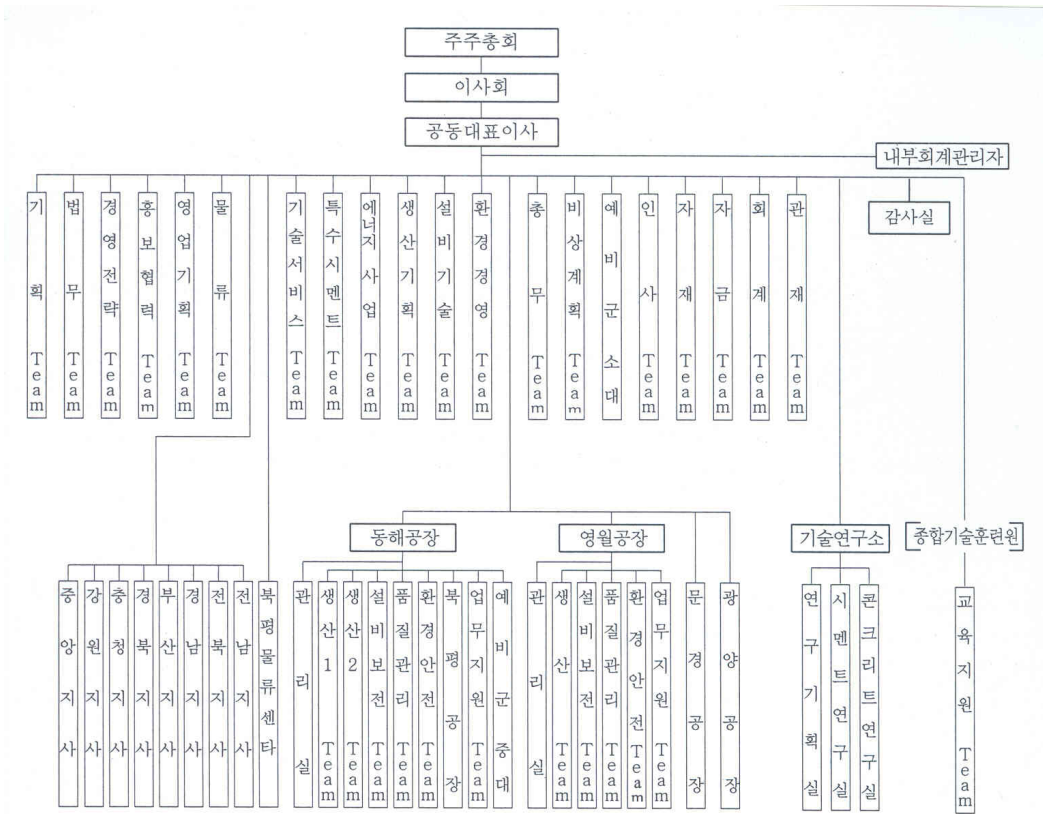 주주총회
이사회
공동대표이사
내부회계관리자
감사실
기획 Team
법무 Team
경영전략 Team
홍보협력 Team
영업기획 Team
물류 Team
기술서비스 Team
특수시멘트 Team
에너지사업 Team
생산기획 Team
설비기술 Team
환경경영 Team
총무 Team
비상계획 Team
예비군소대
인사 Team
자재 Team
자금 Team
회계 Team
관재 Team
동해공장
영월공장
기술연구소
종합기술훈련원
중앙지사
강원지사
충청지사
경북지사
부산지사
경남지사
전북지사
전남지사
북평물류센타
관리실
생산1 Team
생산2 Team
설비보전 Team
품질관리 Team
환경안전 Team
북평공장
업무지원 Team
예비군중대
관리실
생산 Team
설비보전 Team
품질관리 Team
환경안전 Team
업무지원 Team
문경공장
광양공장
연구기획실
시멘트연구실
콘크리트연구실
교육지원 Team